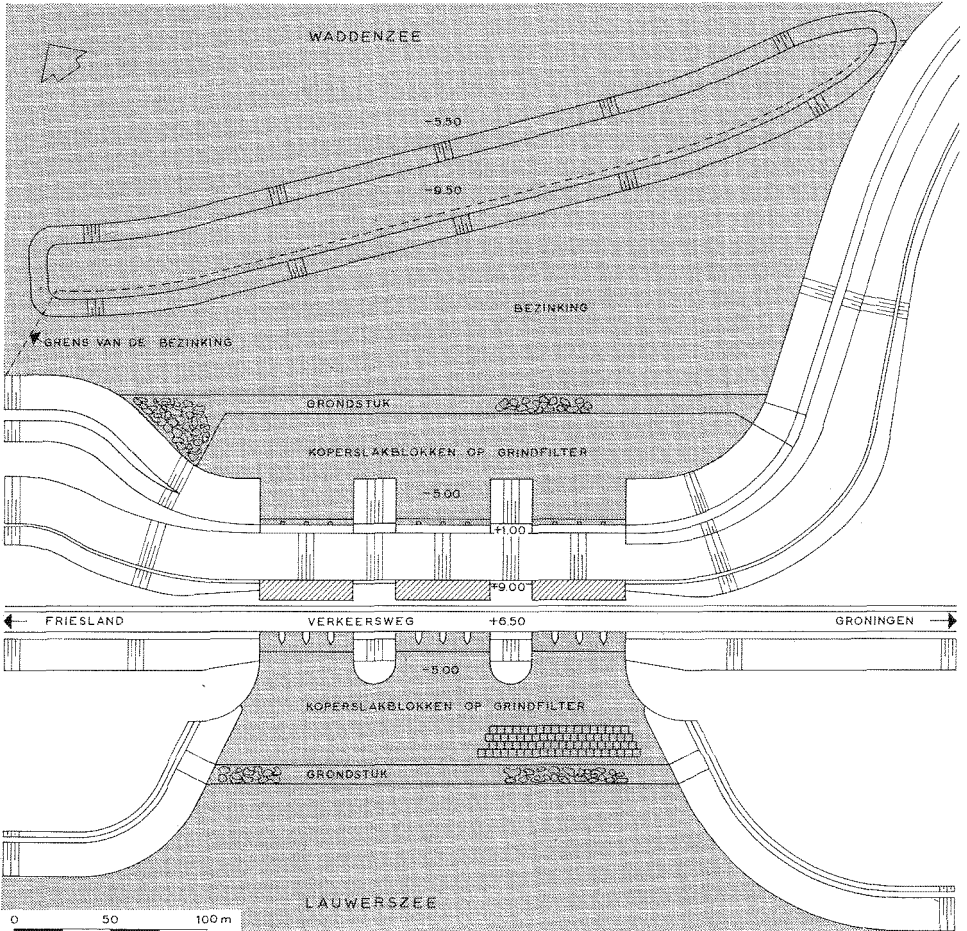 WADDENZEE
-5.50
-9.50
BEZINKING
GRENS VAN DE BEZINKING
GRONDSTUK
KOPERSLAKBLOKKEN OP GRINDFILTER
-5.00
+1.00
+9.00
FRIESLAND VERKEERSWEG +6.50 GRONINGEN
-5.00
KOPERSLAKBLOKKEN OP GRINDFILTER
GRONDSTUK
LAUWERSZEE
0 50 100 m